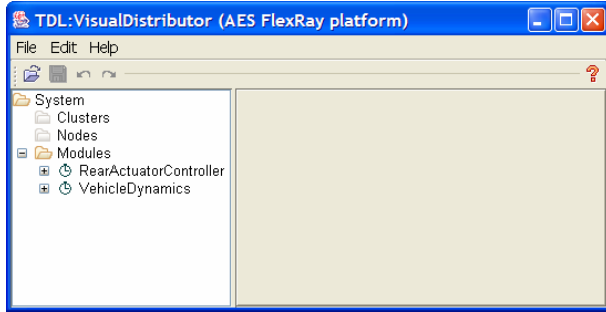 TDL:VisualDistributor (AES FlexRay platform)
File Edit Help
?
System
Clusters
Nodes
Modules
RearActuatorController
VehicleDynamics